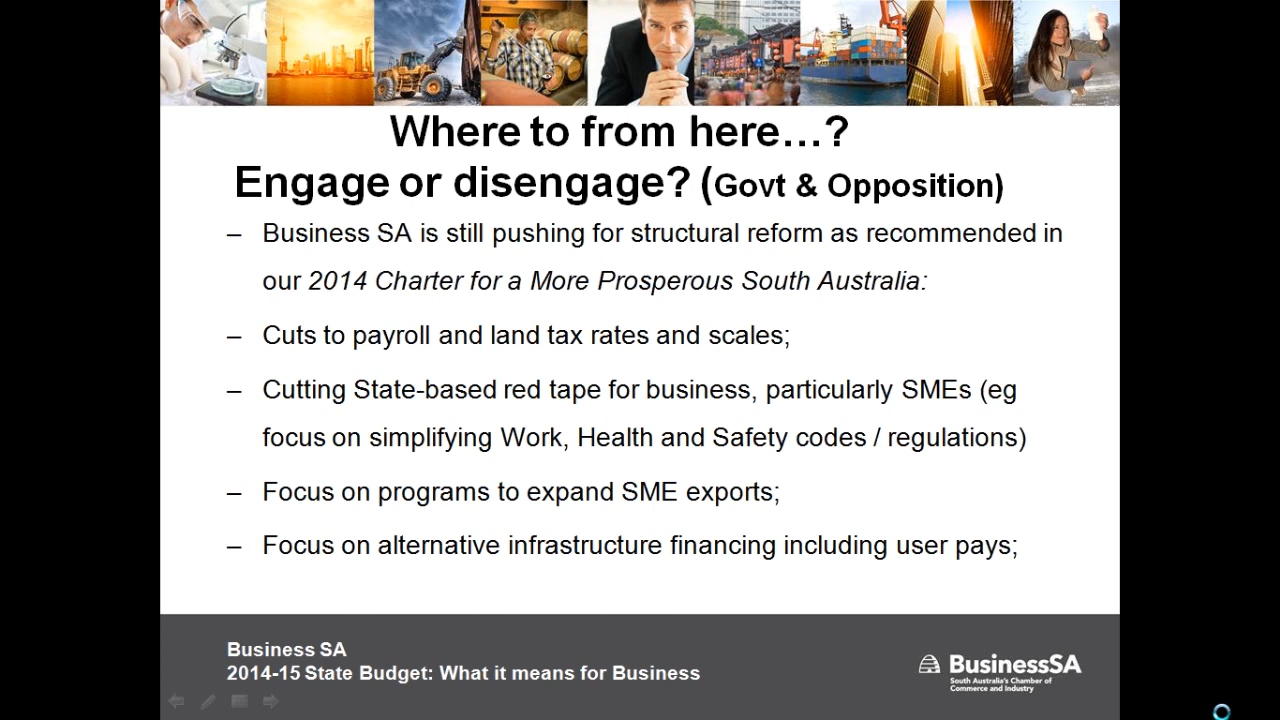 Where to from here…?
Engage or disengage? (Govt & Opposition)
– Business SA is still pushing for structural reform as recommended in
our 2014 Charter for a More Prosperous South Australia:
– Cuts to payroll and land tax rates and scales;
– Cutting State-based red tape for business, particularly SMEs (eg
focus on simplifying Work, Health and Safety codes / regulations)
– Focus on programs to expand SME exports;
– Focus on alternative infrastructure financing including user pays;
Business SA
2014-15 State Budget: What it means for Business
BusinessSA
South Australia's Chamber of
Commerce and Industry